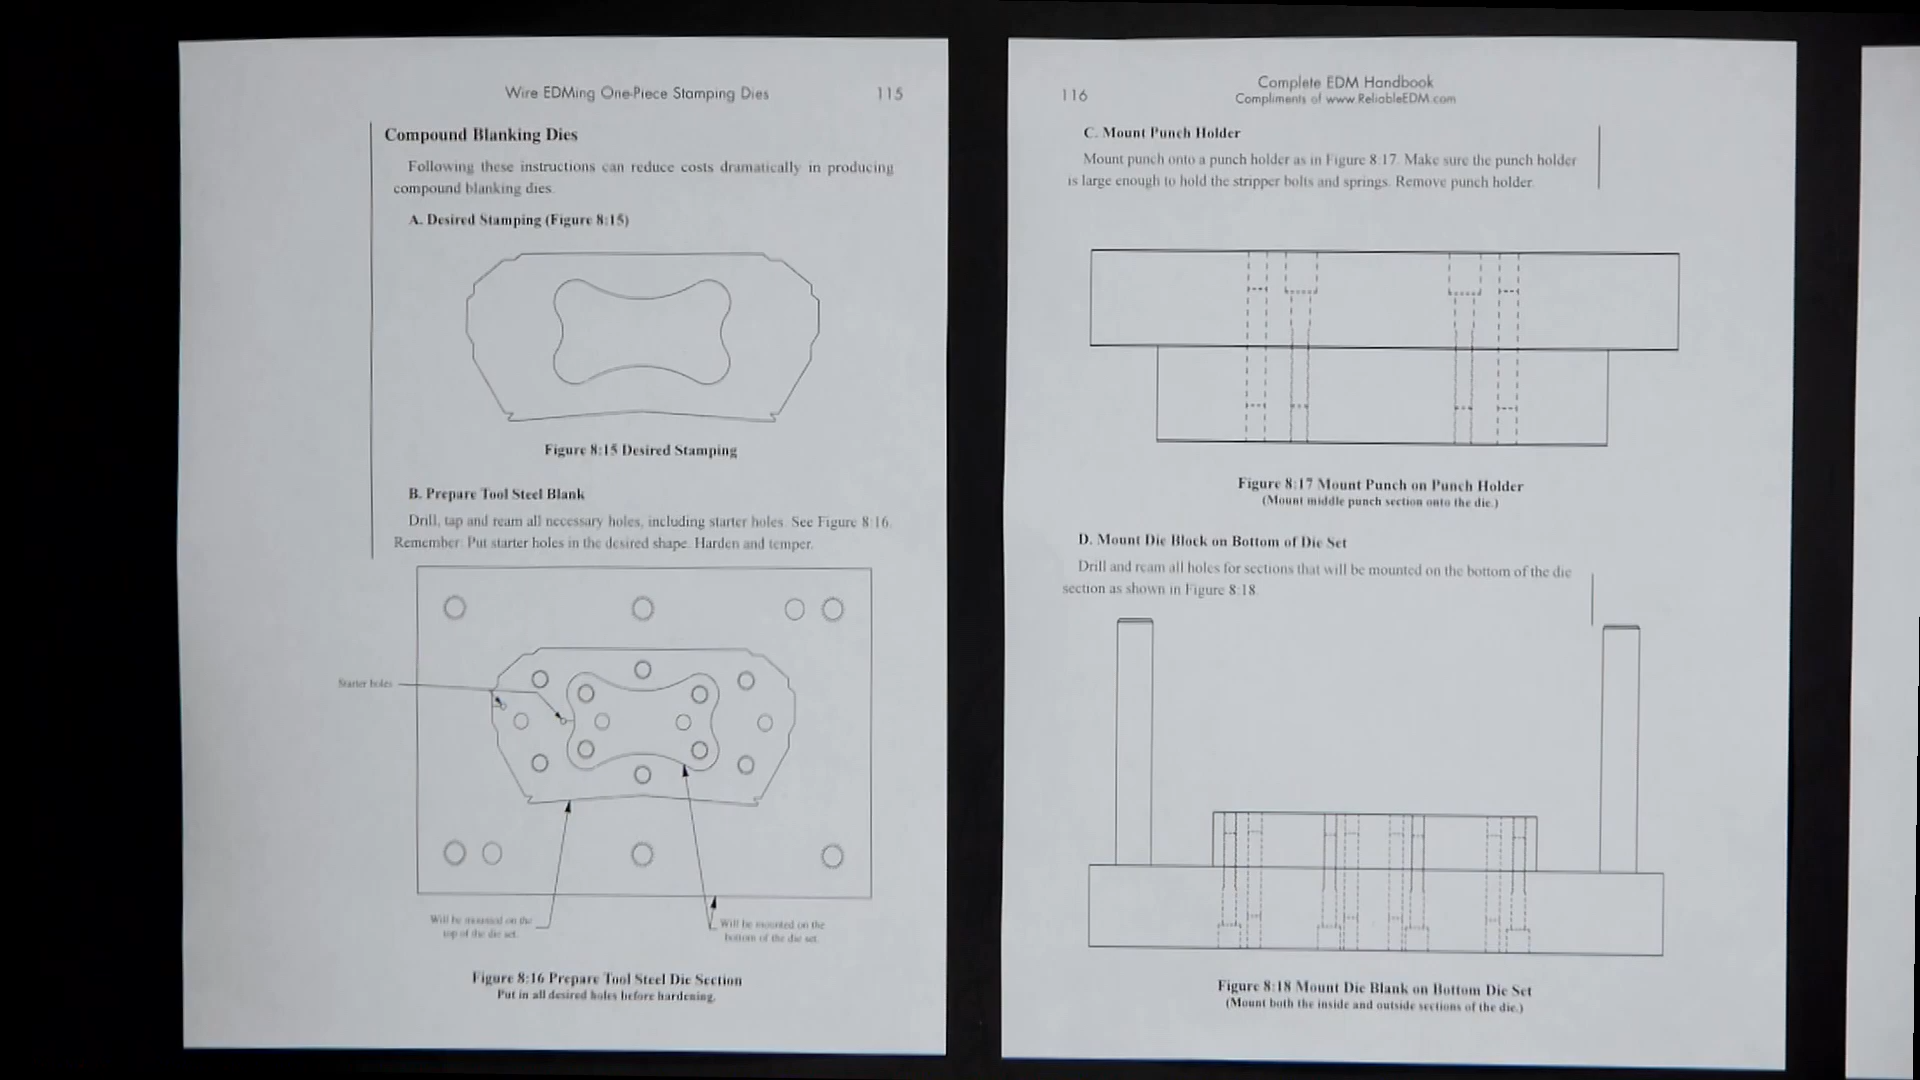 Wire EDMing One-Piece Stamping Dies 115
Compound Blanking Dies
Following these instructions can reduce costs dramatically in producing
compound blanking dies.
A. Desired Stamping (Figure 8:15)
Figure 8:15 Desired Stamping
B. Prepare Tool Steel Blank
Drill, tap and ream all necessary holes, including starter holes. See Figure 8:16.
Remember: Put starter holes in the desired shape. Harden and temper.
Starter holes
Will be mounted on the
top of the die set.
Will be mounted on the
bottom of the die set.
Figure 8:16 Prepare Tool Steel Die Section
Put in all desired holes before hardening.
116 Complete EDM Handbook
Compliments of www.ReliableEDM.com
C. Mount Punch Holder
Mount punch onto a punch holder as in Figure 8:17. Make sure the punch holder
is large enough to hold the stripper bolts and springs. Remove punch holder.
Figure 8:17 Mount Punch on Punch Holder
(Mount middle punch section onto the die.)
D. Mount Die Block on Bottom of Die Set
Drill and ream all holes for sections that will be mounted on the bottom of the die
section as shown in Figure 8:18.
Figure 8:18 Mount Die Blank on Bottom Die Set
(Mount both the inside and outside sections of the die.)